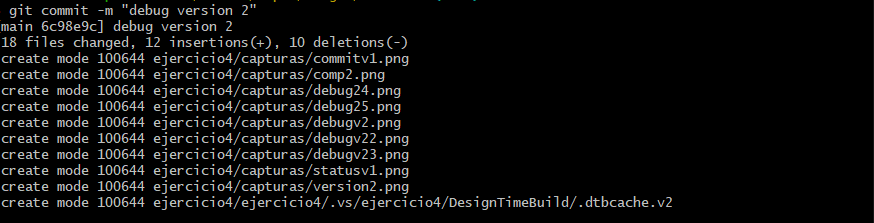 git commit -m "debug version 2"
main 6c98e9c] debug version 2
18 files changed, 12 insertions(+), 10 deletions(-)
create mode 100644 ejercicio4/capturas/commitv1.png
create mode 100644 ejercicio4/capturas/comp2.png
create mode 100644 ejercicio4/capturas/debug24.png
create mode 100644 ejercicio4/capturas/debug25.png
create mode 100644 ejercicio4/capturas/debugv2.png
create mode 100644 ejercicio4/capturas/debugv22.png
create mode 100644 ejercicio4/capturas/debugv23.png
create mode 100644 ejercicio4/capturas/statusv1.png
create mode 100644 ejercicio4/capturas/version2.png
create mode 100644 ejercicio4/ejercicio4/.vs/ejercicio4/DesignTimeBuild/.dtbcache.v2